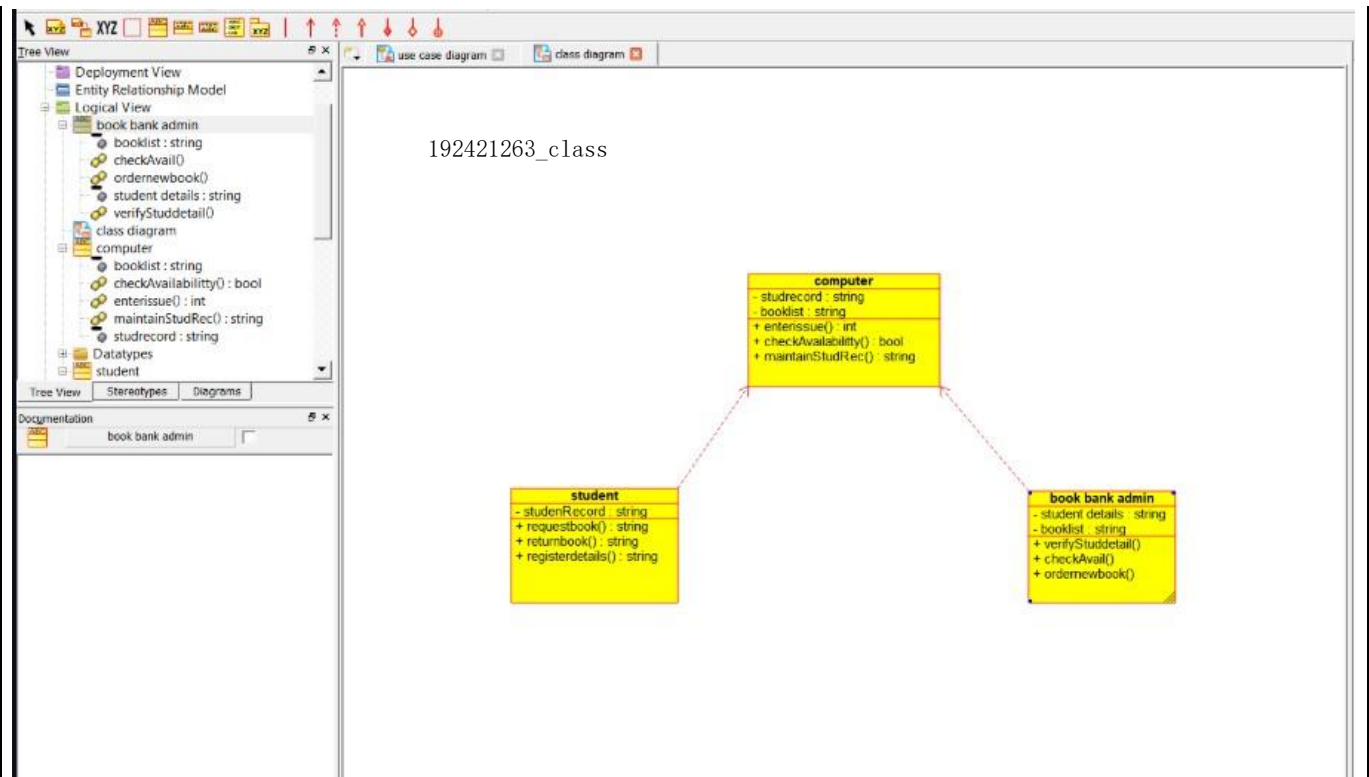 XYZ
Tree View
use case diagram
class diagram
Deployment View
Entity Relationship Model
Logical View
book bank admin
booklist : string
checkAvail()
ordernewbook()
student details : string
verifyStuddetail()
class diagram
computer
booklist : string
checkAvailabilitty() : bool
enterissue() : int
maintainStudRec() : string
studrecord : string
Datatypes
student
Tree View Stereotypes Diagrams
Documentation
book bank admin
192421263_class
computer
- studrecord : string
- booklist : string
+ enterissue() : int
+ checkAvailabilitty() : bool
+ maintainStudRec() : string
student
- studenRecord : string
+ requestbook() : string
+ returnbook() : string
+ registerdetails() : string
book bank admin
- student details : string
- booklist : string
+ verifyStuddetail()
+ checkAvail()
+ ordernewbook()